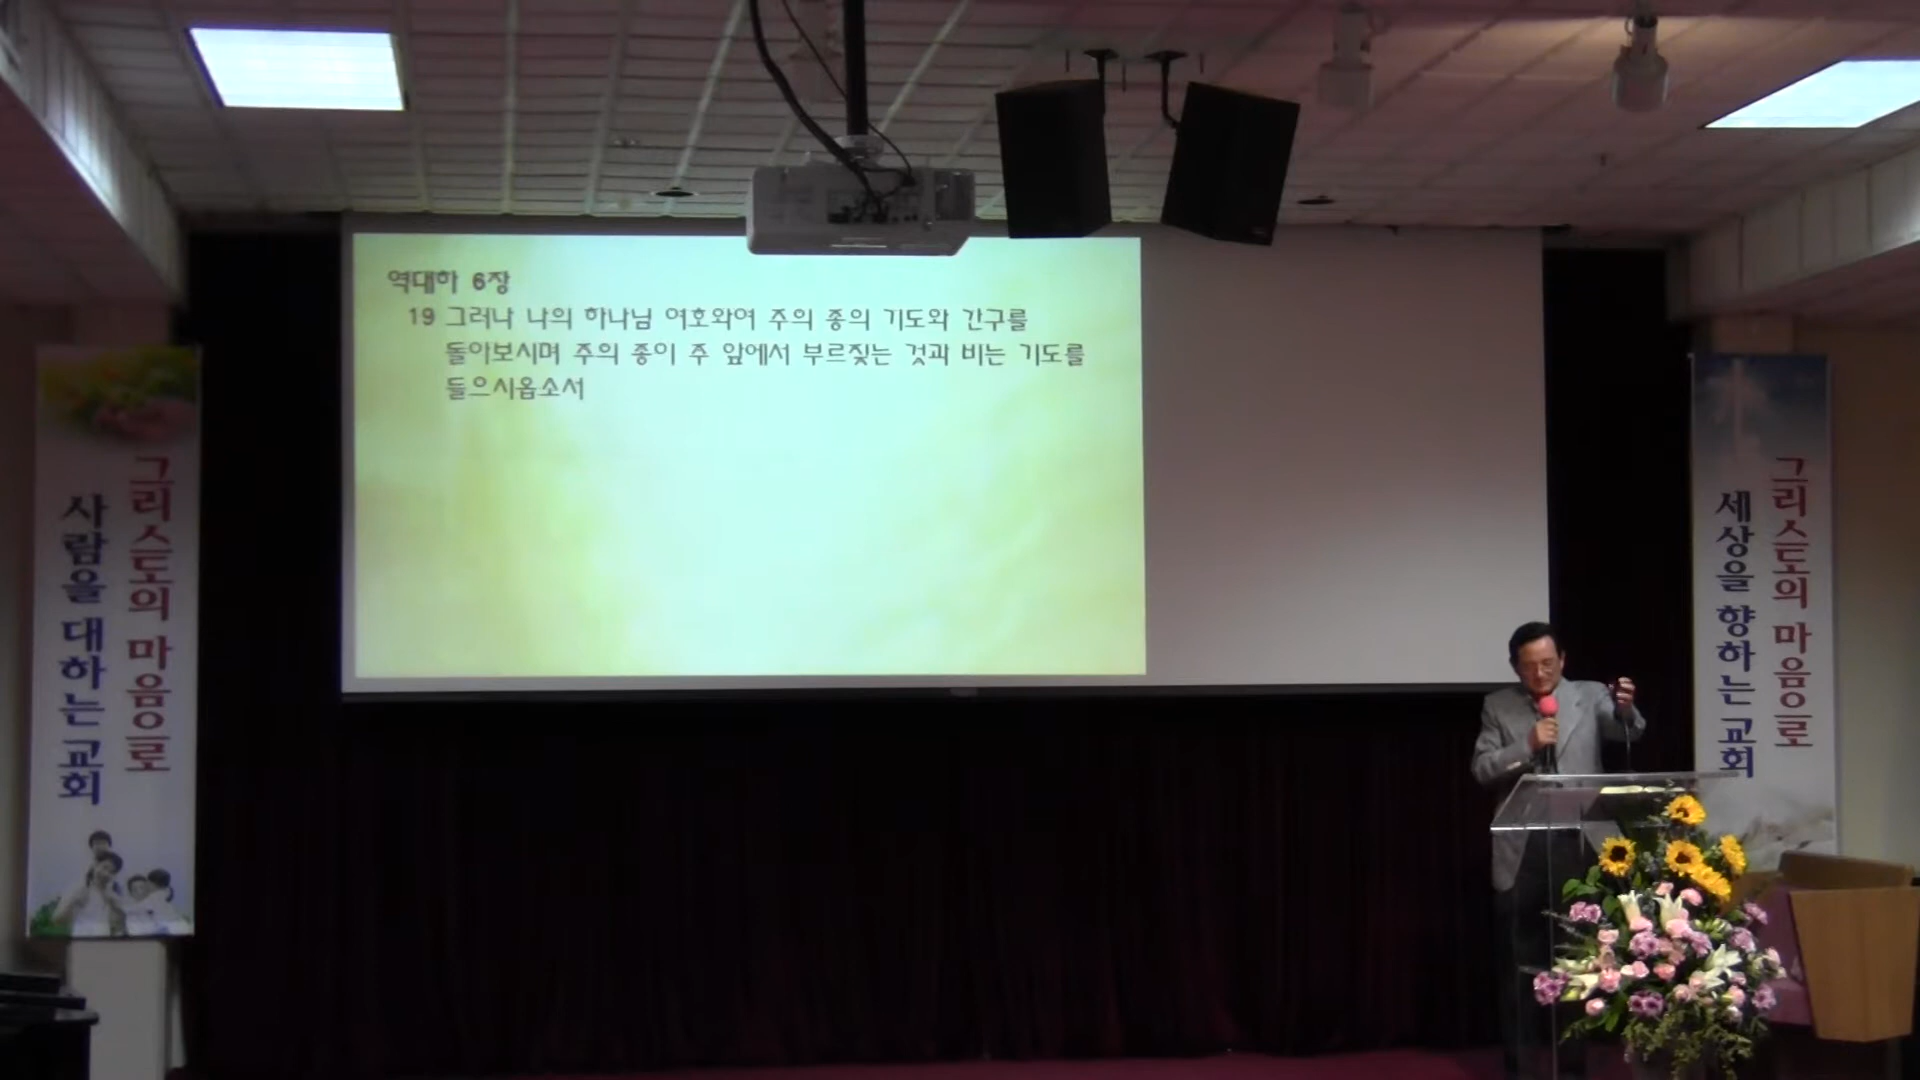 역대하 6장
19 그러나 나의 하나님 여호와여 주의 종의 기도와 간구를
돌아보시며 주의 종이 주 앞에서 부르짖는 것과 비는 기도를
들으시옵소서
그리스도의 마음으로
사람을 대하는 교회
그리스도의 마음으로
세상을 향하는 교회